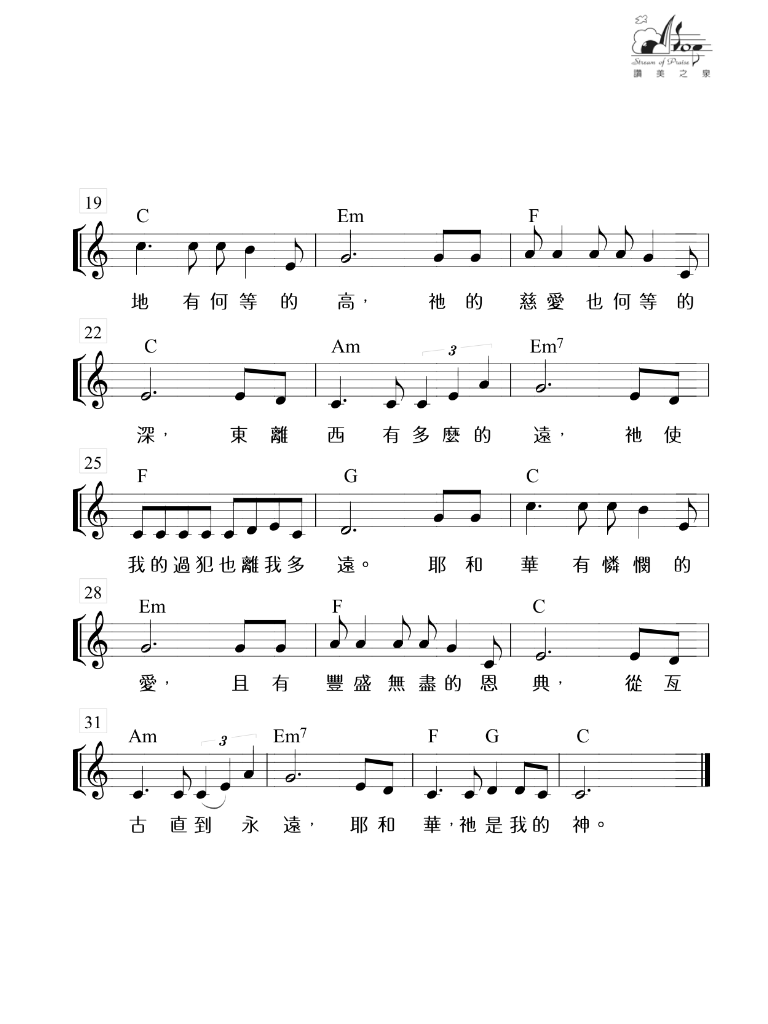 Stream of Praise
讚美之泉
19
C Em F
地 有何等的 高， 祂的 慈愛也何等的
22
C Am 3 Em7
深， 東離 西 有多麼的 遠， 祂使
25
F G C
我的過犯也離我多 遠。 耶和 華 有憐憫的
28
Em F C
愛， 且有 豐盛無盡的恩 典， 從亙
31
Am 3 Em7 F G C
古 直到 永 遠， 耶和 華，祂是我的 神。